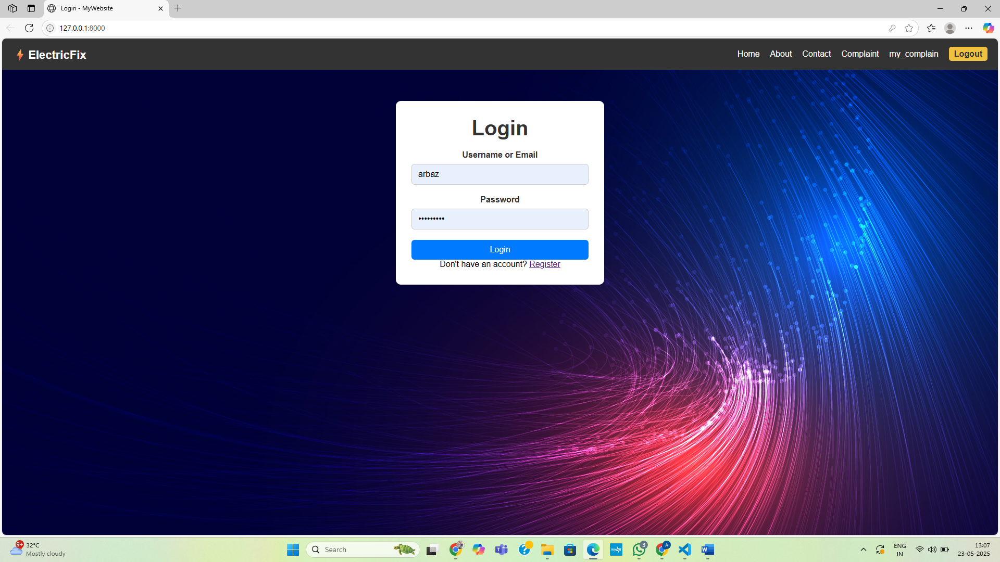 Login - MyWebsite
127.0.0.1:8000
ElectricFix
Home About Contact Complaint my_complain Logout
Login
Username or Email
arbaz
Password
•••••••••
Login
Don't have an account? Register
9+
32°C
Mostly cloudy
Search
myhp
3
A
W
ENG
IN
13:07
23-05-2025